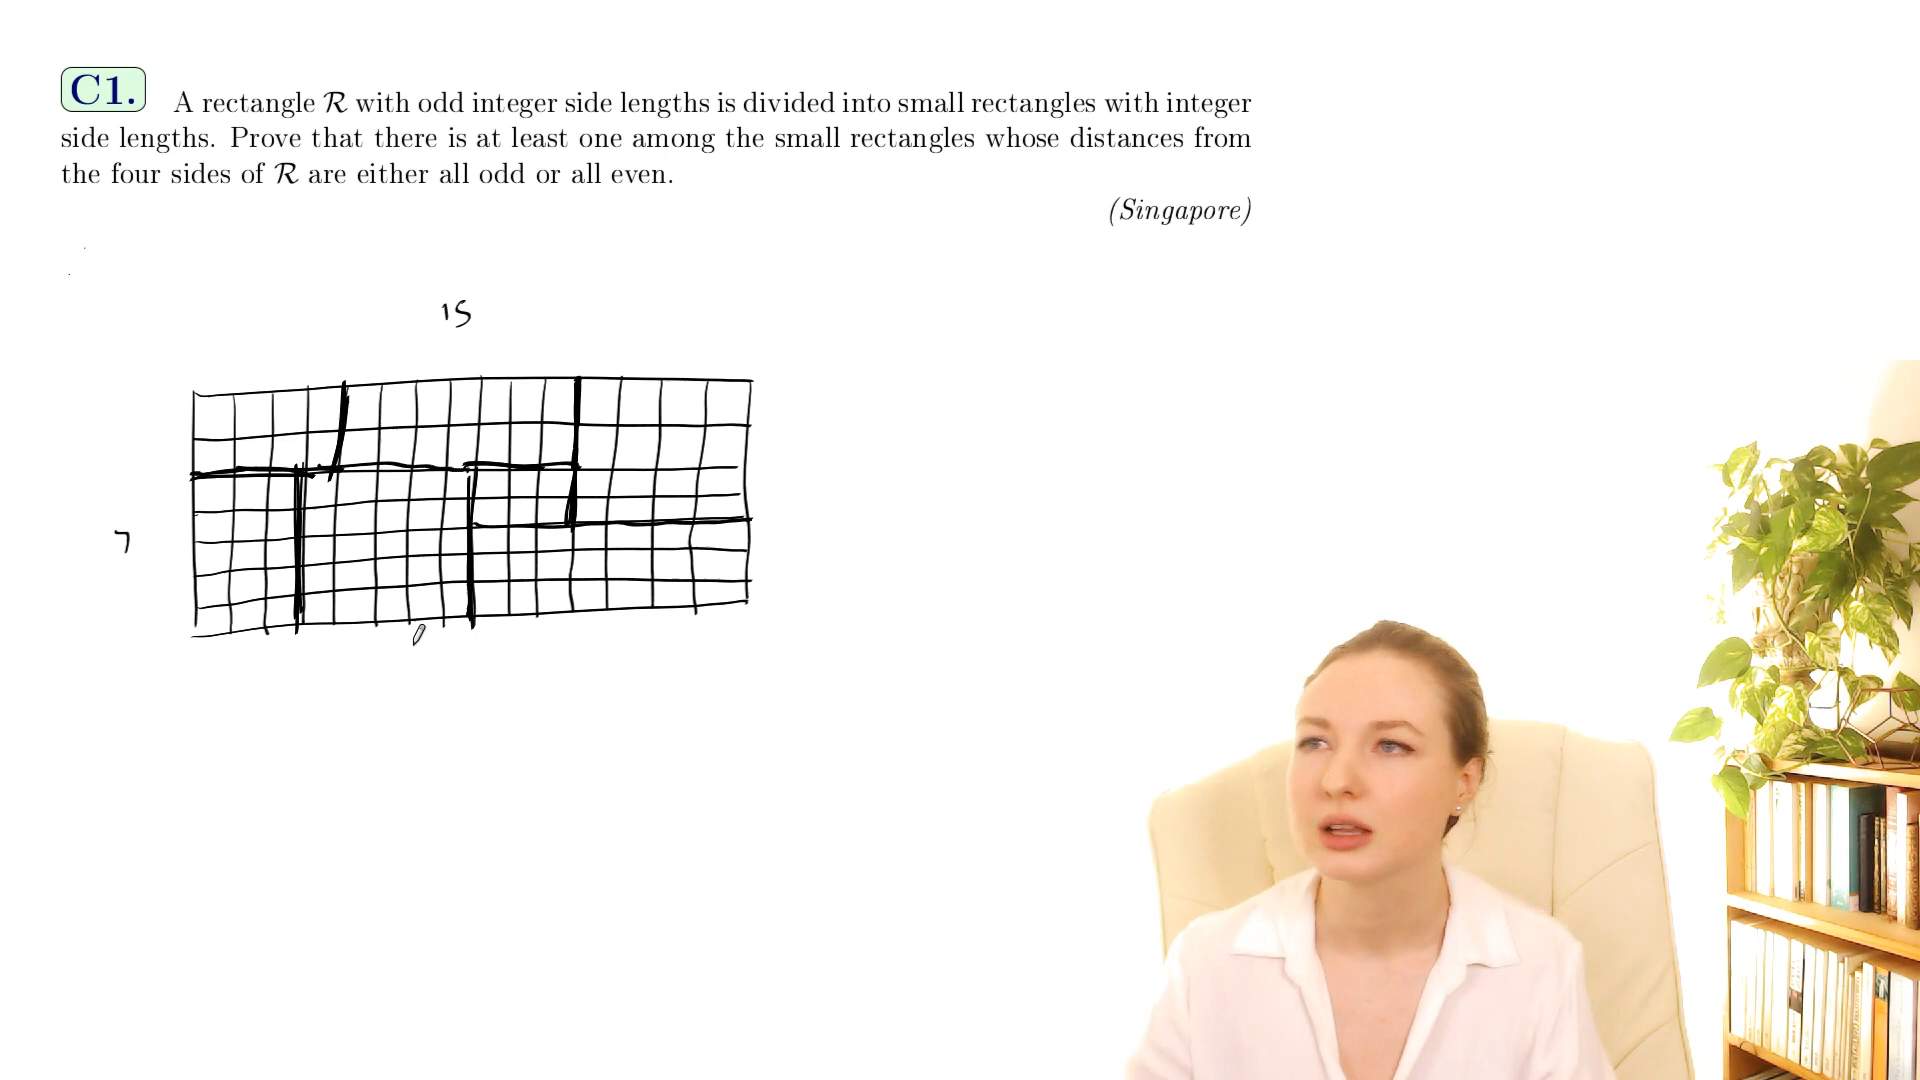 C1. A rectangle ℛ with odd integer side lengths is divided into small rectangles with integer
side lengths. Prove that there is at least one among the small rectangles whose distances from
the four sides of ℛ are either all odd or all even.
(Singapore)
15
7